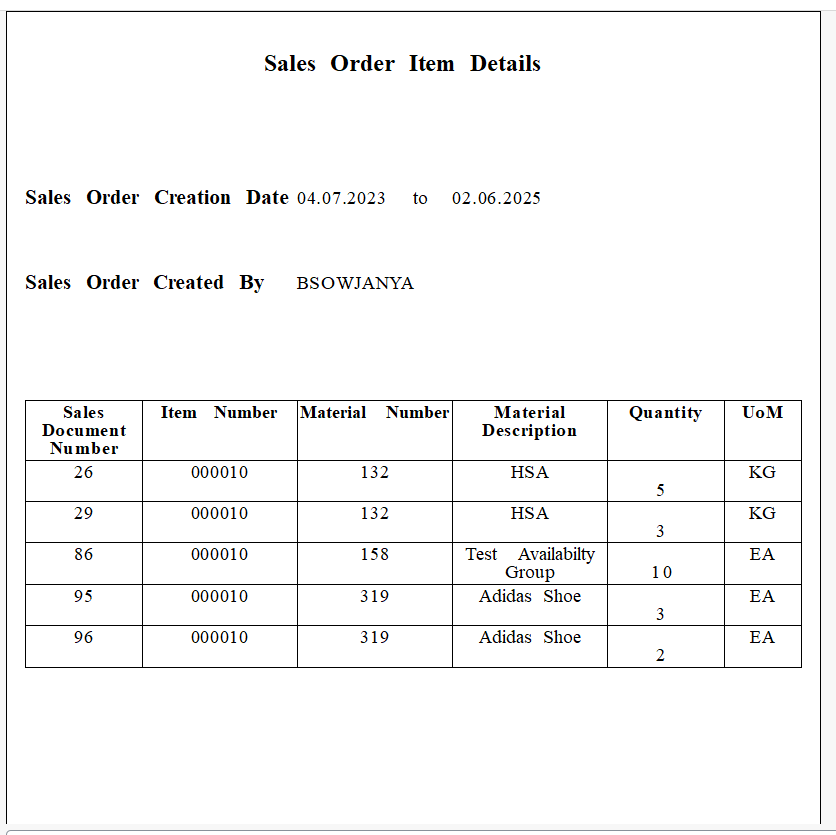 Sales Order Item Details
Sales Order Creation Date 04.07.2023 to 02.06.2025
Sales Order Created By BSOWJANYA
Sales Document Number Item Number Material Number Material Description Quantity UoM
26 000010 132 HSA 5 KG
29 000010 132 HSA 3 KG
86 000010 158 Test Availabilty Group 10 EA
95 000010 319 Adidas Shoe 3 EA
96 000010 319 Adidas Shoe 2 EA